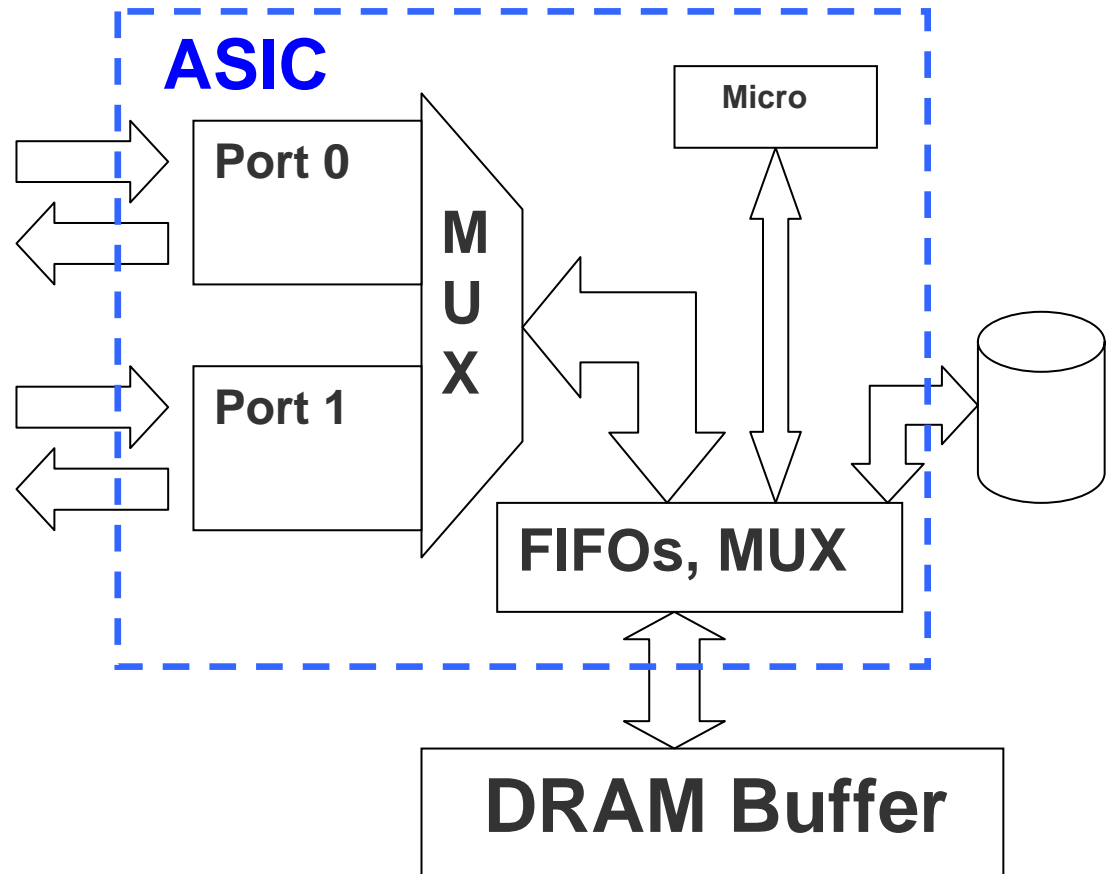 ASIC
Micro
Port 0
M
U
X
Port 1
FIFOs, MUX
DRAM Buffer